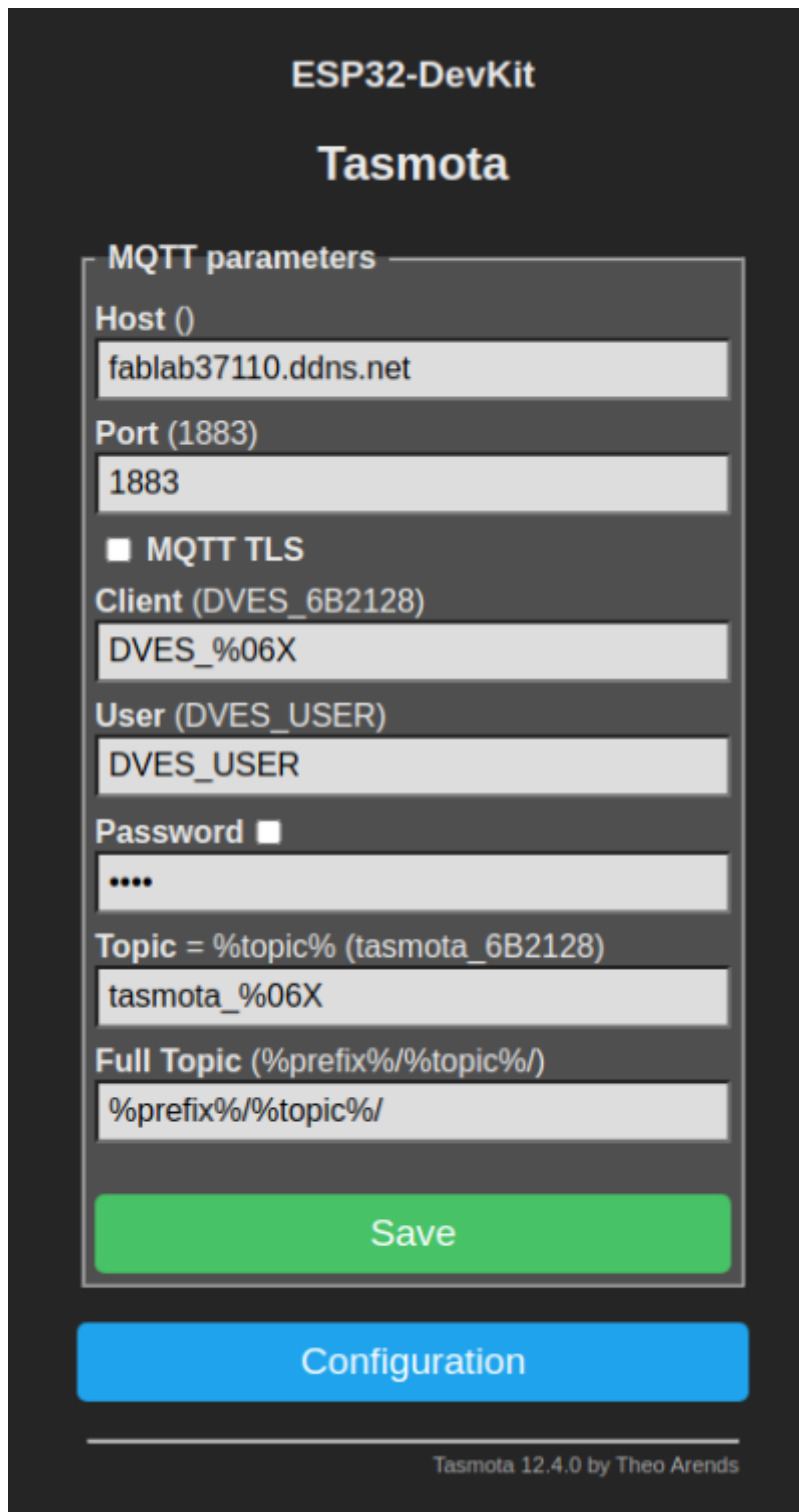 ESP32-DevKit
Tasmota
MQTT parameters
Host ()
fablab37110.ddns.net
Port (1883)
1883
MQTT TLS
Client (DVES_6B2128)
DVES_%06X
User (DVES_USER)
DVES_USER
Password
••••
Topic = %topic% (tasmota_6B2128)
tasmota_%06X
Full Topic (%prefix%/%topic%/)
%prefix%/%topic%/
Save
Configuration
Tasmota 12.4.0 by Theo Arends